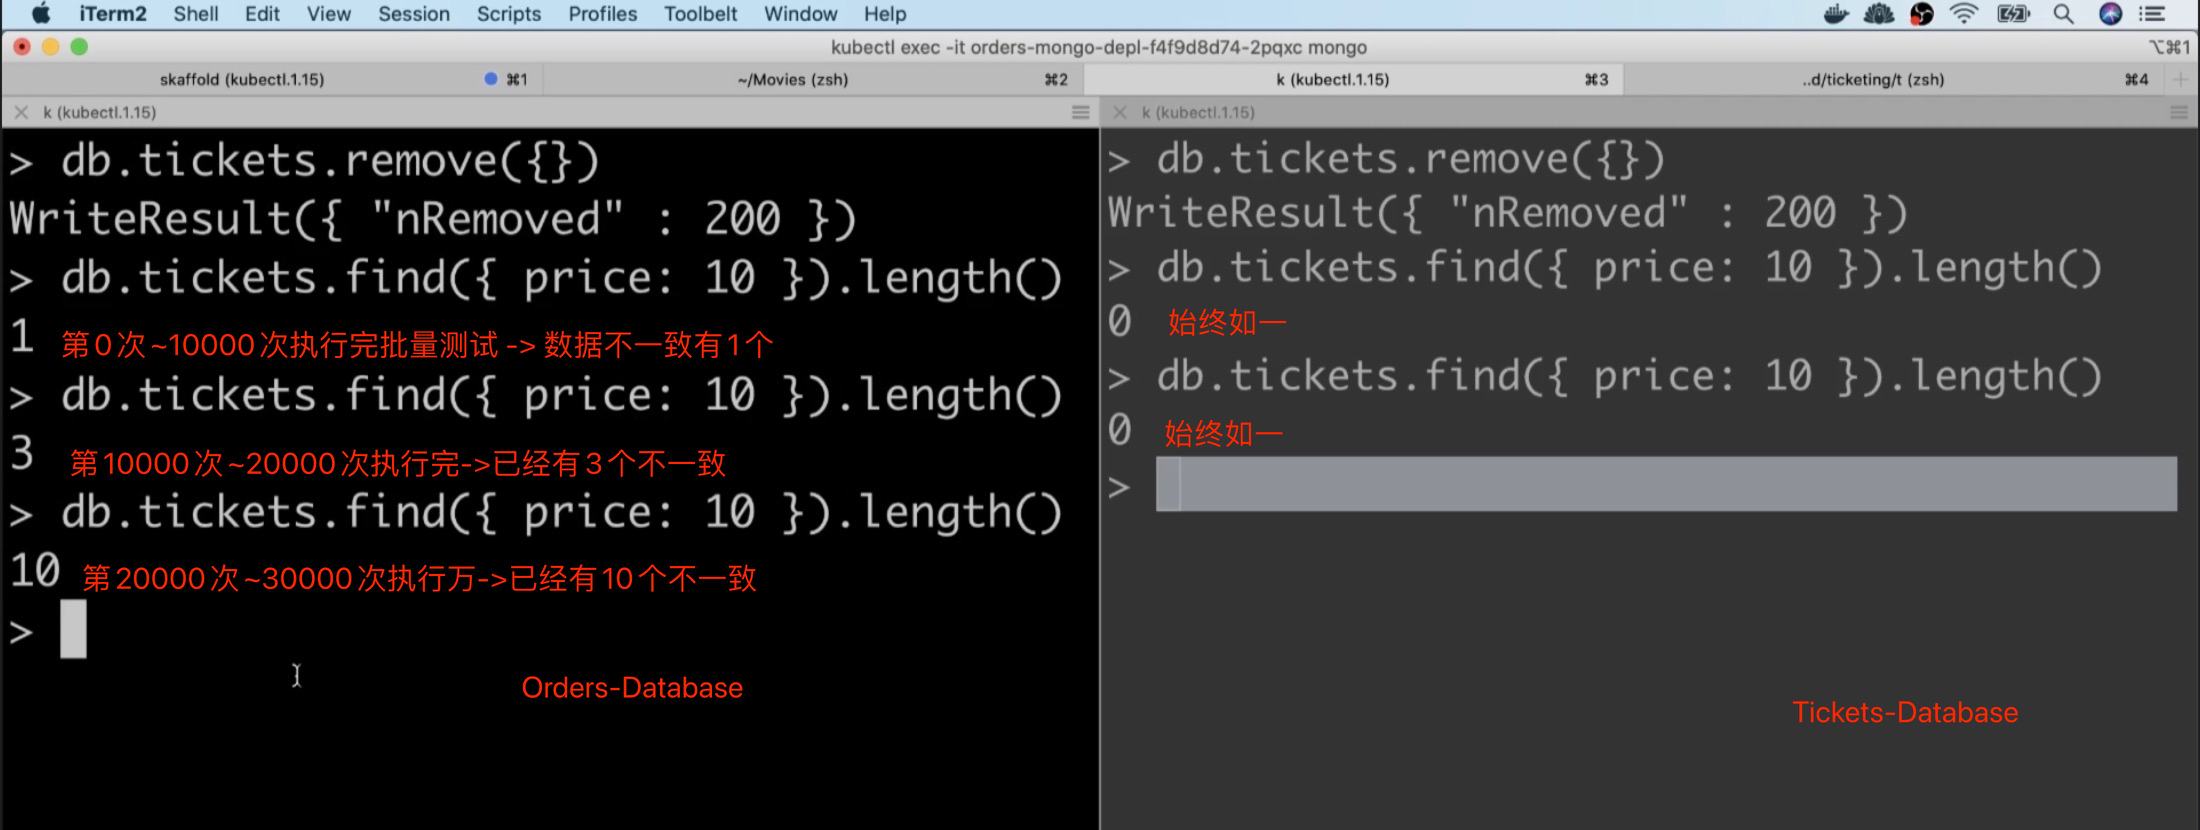 iTerm2 Shell Edit View Session Scripts Profiles Toolbelt Window Help
kubectl exec -it orders-mongo-depl-f4f9d8d74-2pqxc mongo ⌥⌘1
skaffold (kubectl.1.15) ⌘1 ~/Movies (zsh) ⌘2 k (kubectl.1.15) ⌘3 ..d/ticketing/t (zsh) ⌘4
k (kubectl.1.15)
> db.tickets.remove({})
WriteResult({ "nRemoved" : 200 })
> db.tickets.find({ price: 10 }).length()
1 第0次~10000次执行完批量测试 -> 数据不一致有1个
> db.tickets.find({ price: 10 }).length()
3 第10000次~20000次执行完->已经有3个不一致
> db.tickets.find({ price: 10 }).length()
10 第20000次~30000次执行万->已经有10个不一致
>
Orders-Database
k (kubectl.1.15)
> db.tickets.remove({})
WriteResult({ "nRemoved" : 200 })
> db.tickets.find({ price: 10 }).length()
0 始终如一
> db.tickets.find({ price: 10 }).length()
0 始终如一
>
Tickets-Database